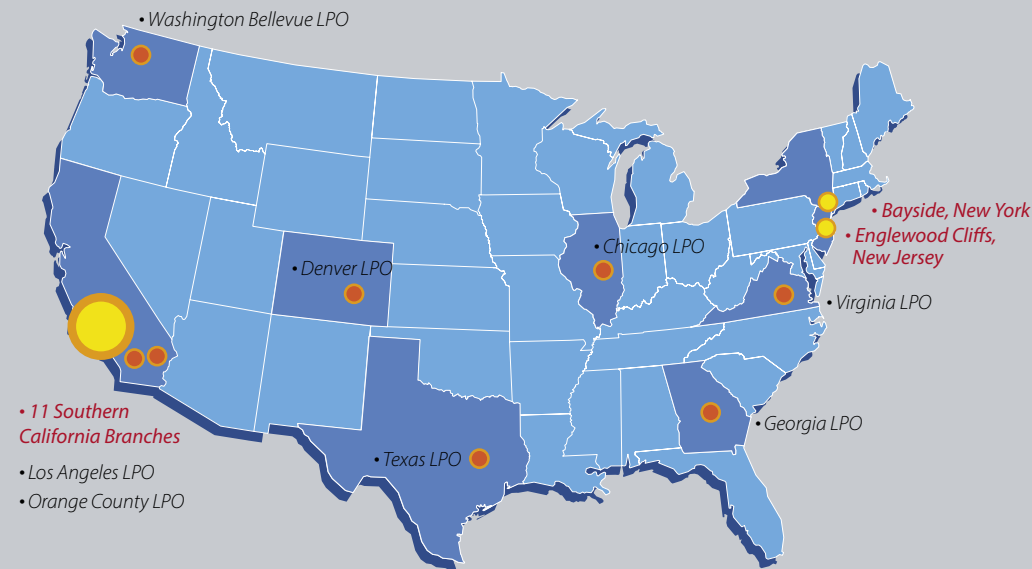 • Washington Bellevue LPO
• Bayside, New York
• Englewood Cliffs,
New Jersey
• Chicago LPO
• Denver LPO
• Virginia LPO
• 11 Southern
California Branches
• Georgia LPO
• Texas LPO
• Los Angeles LPO
• Orange County LPO